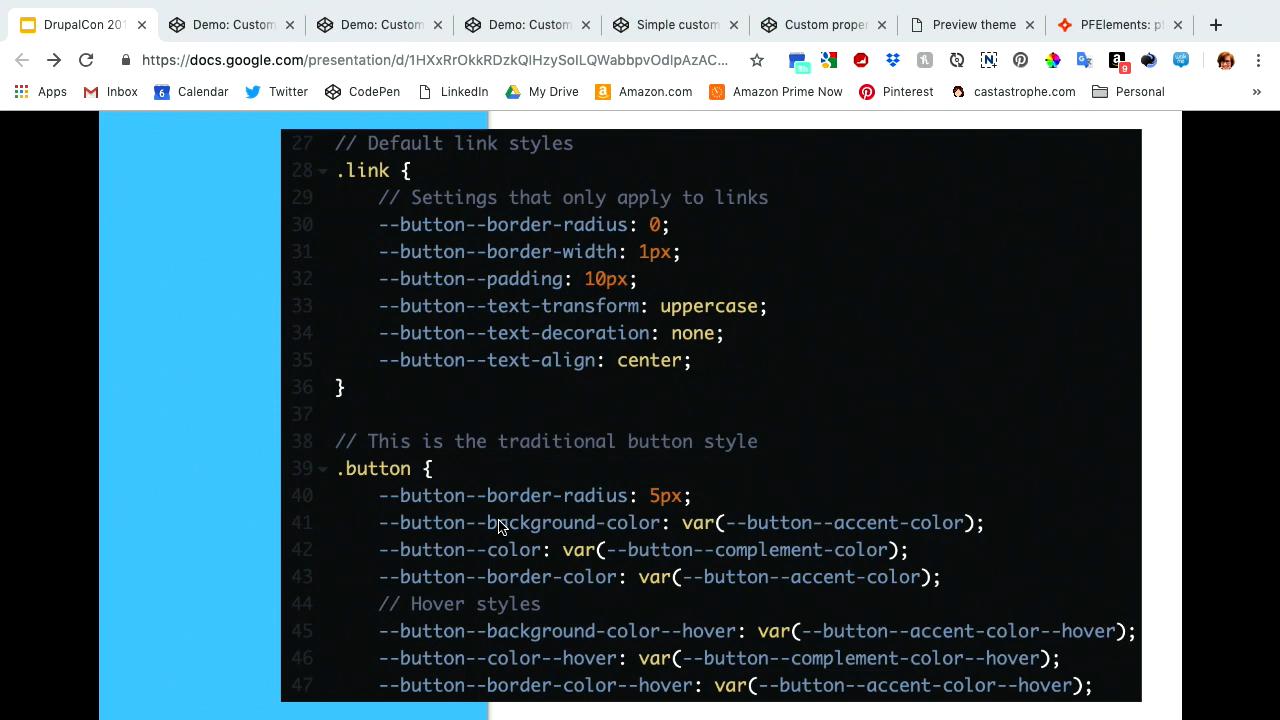 DrupalCon 201
Demo: Custom
Demo: Custom
Demo: Custom
Simple custom
Custom proper
Preview theme
PFElements: pf
https://docs.google.com/presentation/d/1HXxRrOkkRDzkQIHzySoILQWabbpvOdIpAzAC...
9
Apps
Inbox
6 Calendar
Twitter
CodePen
LinkedIn
My Drive
Amazon.com
Amazon Prime Now
Pinterest
castastrophe.com
Personal
»
27 // Default link styles
28 .link {
29 // Settings that only apply to links
30 --button--border-radius: 0;
31 --button--border-width: 1px;
32 --button--padding: 10px;
33 --button--text-transform: uppercase;
34 --button--text-decoration: none;
35 --button--text-align: center;
36 }
37
38 // This is the traditional button style
39 .button {
40 --button--border-radius: 5px;
41 --button--background-color: var(--button--accent-color);
42 --button--color: var(--button--complement-color);
43 --button--border-color: var(--button--accent-color);
44 // Hover styles
45 --button--background-color--hover: var(--button--accent-color--hover);
46 --button--color--hover: var(--button--complement-color--hover);
47 --button--border-color--hover: var(--button--accent-color--hover);